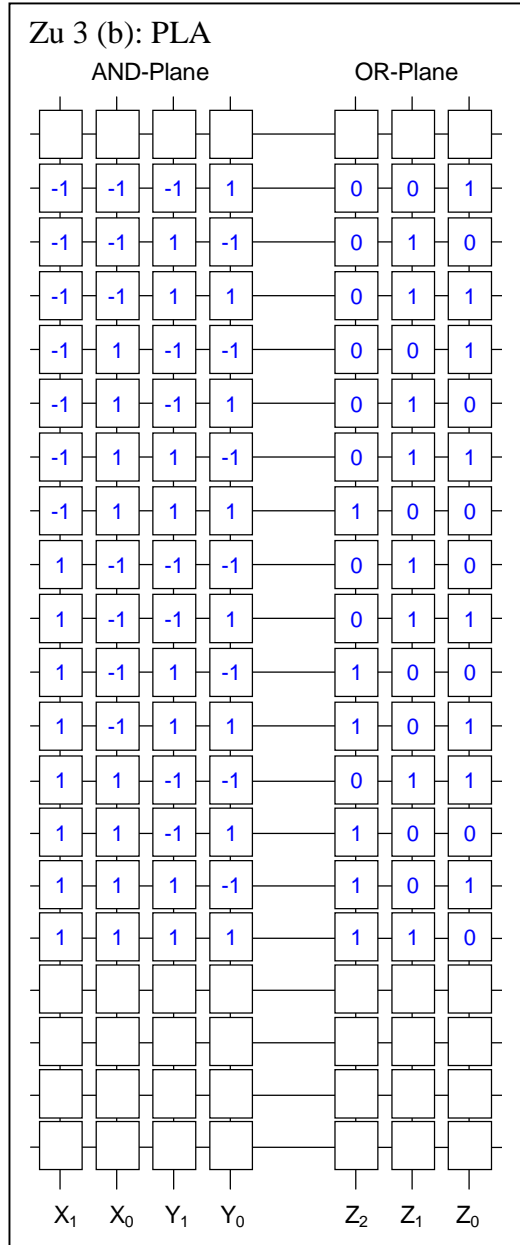 Zu 3 (b): PLA
AND-Plane OR-Plane
-1 -1 -1 1 0 0 1
-1 -1 1 -1 0 1 0
-1 -1 1 1 0 1 1
-1 1 -1 -1 0 0 1
-1 1 -1 1 0 1 0
-1 1 1 -1 0 1 1
-1 1 1 1 1 0 0
1 -1 -1 -1 0 1 0
1 -1 -1 1 0 1 1
1 -1 1 -1 1 0 0
1 -1 1 1 1 0 1
1 1 -1 -1 0 1 1
1 1 -1 1 1 0 0
1 1 1 -1 1 0 1
1 1 1 1 1 1 0
X₁ X₀ Y₁ Y₀ Z₂ Z₁ Z₀